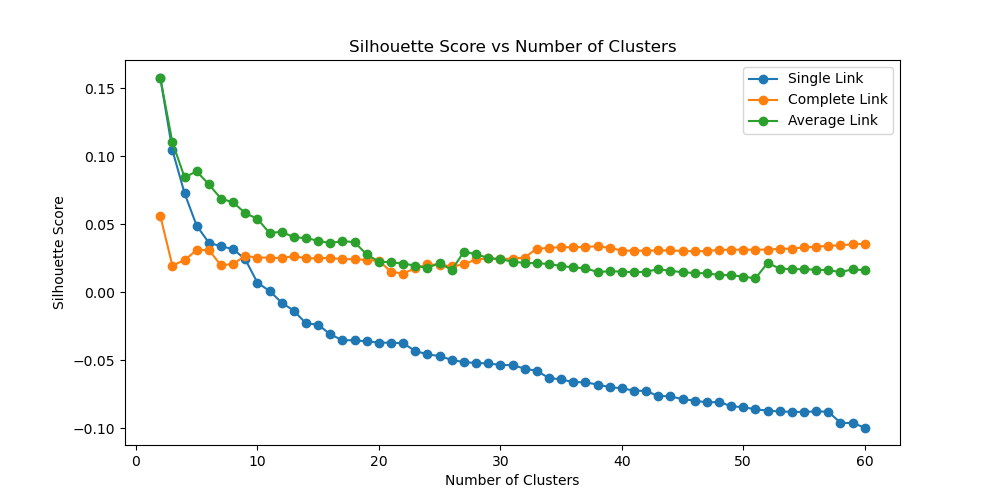 Silhouette Score vs Number of Clusters
Single Link
Complete Link
Average Link
Silhouette Score
0.15
0.10
0.05
0.00
−0.05
−0.10
0 10 20 30 40 50 60
Number of Clusters